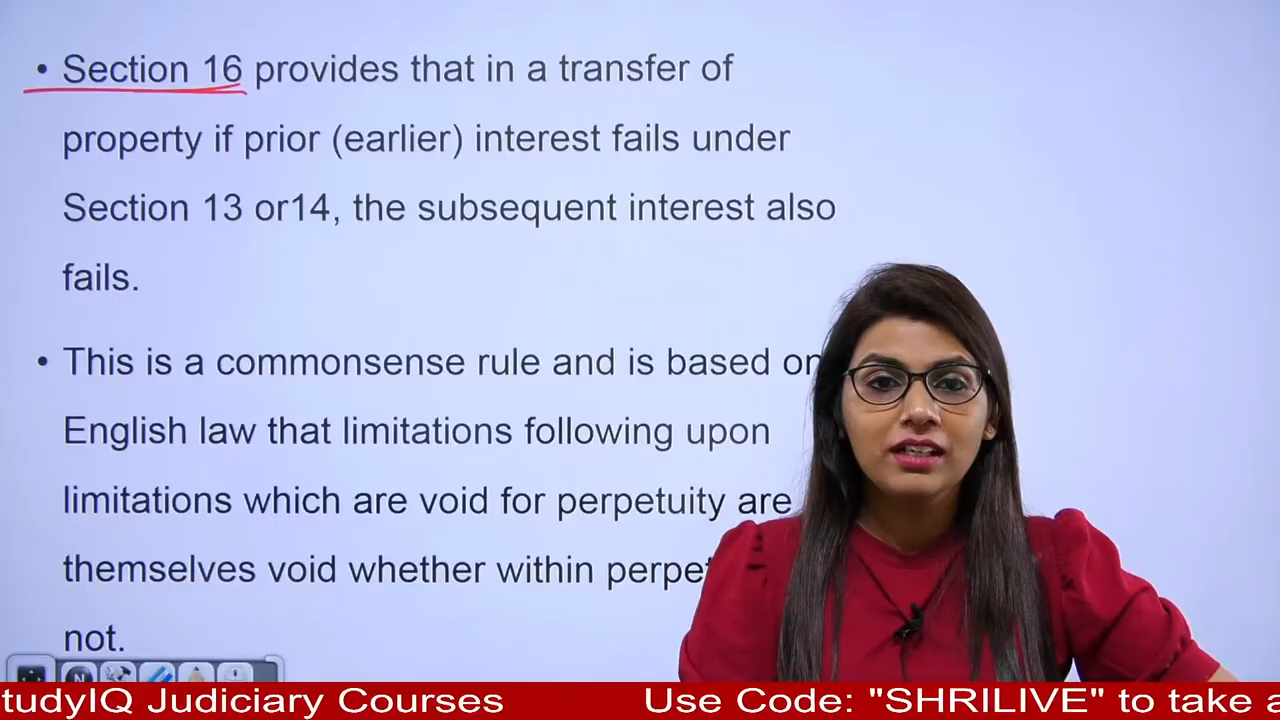 • Section 16 provides that in a transfer of
property if prior (earlier) interest fails under
Section 13 or14, the subsequent interest also
fails.
• This is a commonsense rule and is based on
English law that limitations following upon
limitations which are void for perpetuity are
themselves void whether within
not.
tudyIQ Judiciary Courses Use Code: "SHRILIVE" to take